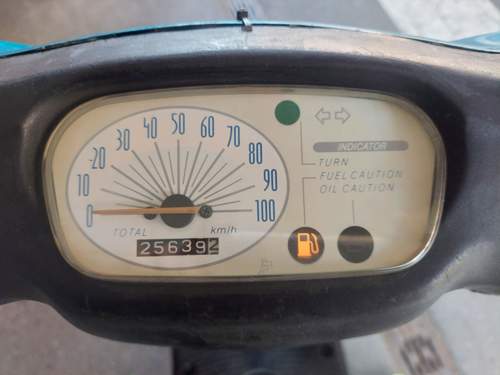 0 10 20 30 40 50 60 70 80 90 100 100
INDICATOR
TURN
FUEL CAUTION
OIL CAUTION
TOTAL
km/h
256392